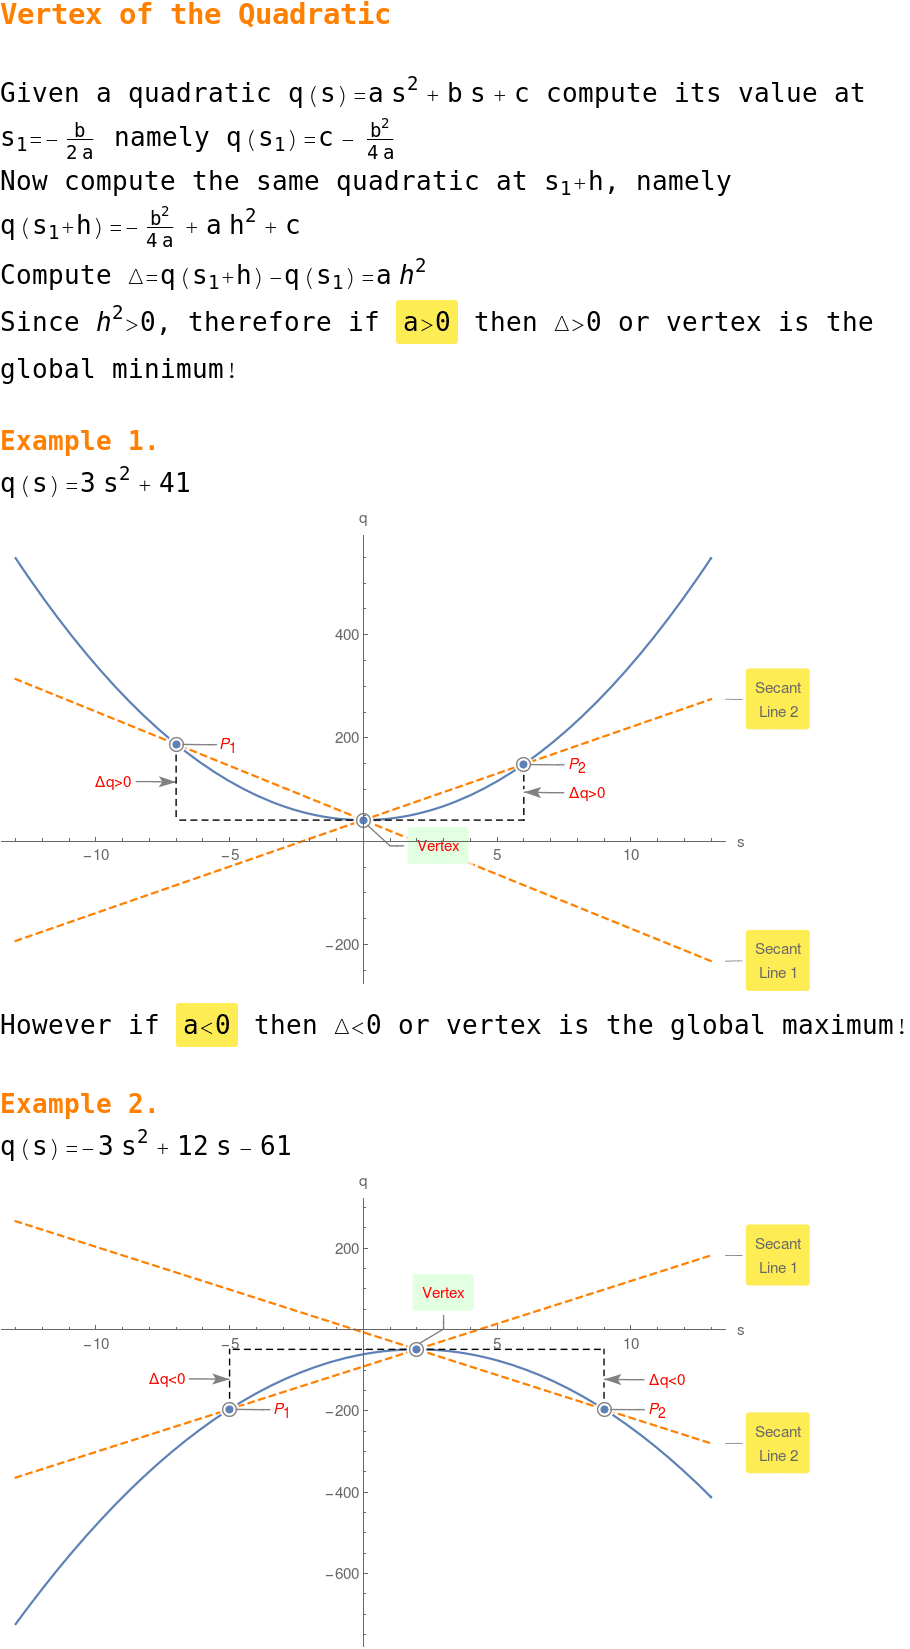 Vertex of the Quadratic
Given a quadratic q(s)=a s² + b s + c compute its value at
s₁=- b/(2 a) namely q(s₁)=c - b²/(4 a)
Now compute the same quadratic at s₁+h, namely
q(s₁+h)=- b²/(4 a) + a h² + c
Compute Δ=q(s₁+h)-q(s₁)=a h²
Since h²>0, therefore if a>0 then Δ>0 or vertex is the
global minimum!
Example 1.
q(s)=3 s² + 41
q
400
Secant
Line 2
200
P₁
P₂
Δq>0
Δq>0
Vertex
-10
-5
5
10
s
-200
Secant
Line 1
However if a<0 then Δ<0 or vertex is the global maximum!
Example 2.
q(s)=-3 s² + 12 s - 61
q
200
Secant
Line 1
Vertex
-10
-5
5
10
s
Δq<0
Δq<0
P₁
P₂
-200
Secant
Line 2
-400
-600